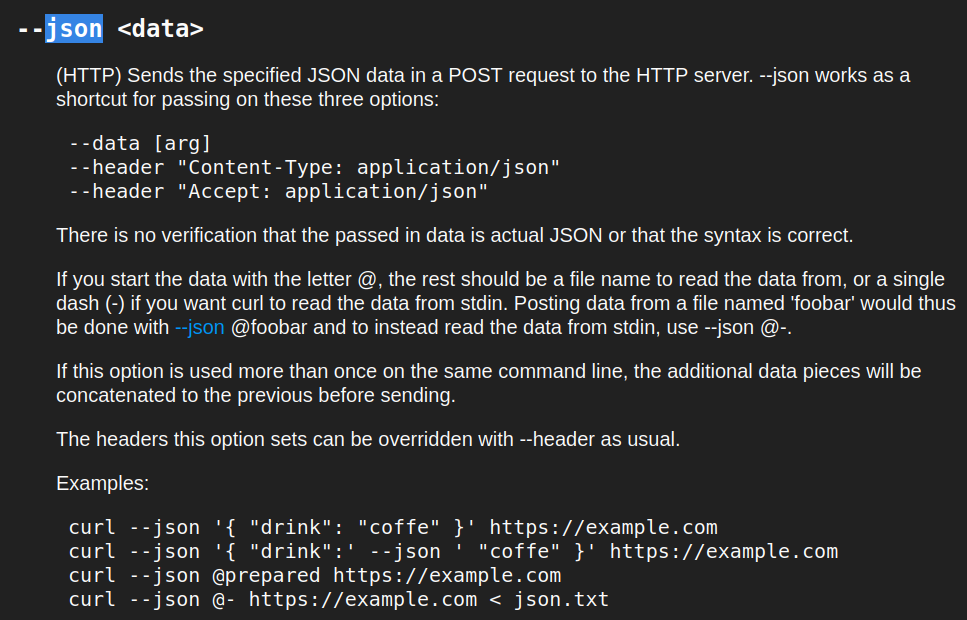 --json <data>
(HTTP) Sends the specified JSON data in a POST request to the HTTP server. --json works as a
shortcut for passing on these three options:
--data [arg]
--header "Content-Type: application/json"
--header "Accept: application/json"
There is no verification that the passed in data is actual JSON or that the syntax is correct.
If you start the data with the letter @, the rest should be a file name to read the data from, or a single
dash (-) if you want curl to read the data from stdin. Posting data from a file named 'foobar' would thus
be done with --json @foobar and to instead read the data from stdin, use --json @-.
If this option is used more than once on the same command line, the additional data pieces will be
concatenated to the previous before sending.
The headers this option sets can be overridden with --header as usual.
Examples:
curl --json '{ "drink": "coffe" }' https://example.com
curl --json '{ "drink":' --json ' "coffe" }' https://example.com
curl --json @prepared https://example.com
curl --json @- https://example.com < json.txt